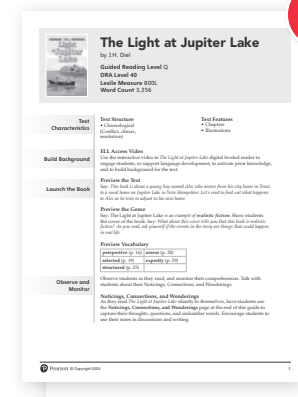 The Light at Jupiter Lake
by J.H. Diel
Guided Reading Level Q
DRA Level 40
Lexile Measure 800L
Word Count 3,356
Text
Characteristics
Text Structure
• Chronological
(Conflict, climax,
resolution)
Text Features
• Chapters
• Illustrations
Build Background
ELL Access Video
Use the interactive video in The Light at Jupiter Lake digital leveled reader to
engage students, to support language development, to activate prior knowledge,
and to build background for the text.
Launch the Book
Preview the Text
Say: This book is about a young boy named Alex who moves from his city home in Texas
to a rural home on Jupiter Lake in New Hampshire. Let's read to find out what happens
to Alex as he tries to adjust to his new home.
Preview the Genre
Say: The Light at Jupiter Lake is an example of realistic fiction. Show students
the cover of the book. Say: What about this cover tells you that this book is realistic
fiction? As you read, ask yourself if the events in the story are things that could happen
in real life.
Preview Vocabulary
perspective (p. 16) assess (p. 28)
selected (p. 19) expertly (p. 29)
structured (p. 25)
Observe and
Monitor
Observe students as they read, and monitor their comprehension. Talk with
students about their Noticings, Connections, and Wonderings.
Noticings, Connections, and Wonderings
As they read The Light at Jupiter Lake silently to themselves, have students use
the Noticings, Connections, and Wonderings page at the end of this guide to
capture their thoughts, questions, and unfamiliar words. Encourage students to
use their notes in discussions and writing.
Pearson © Copyright 2020
1